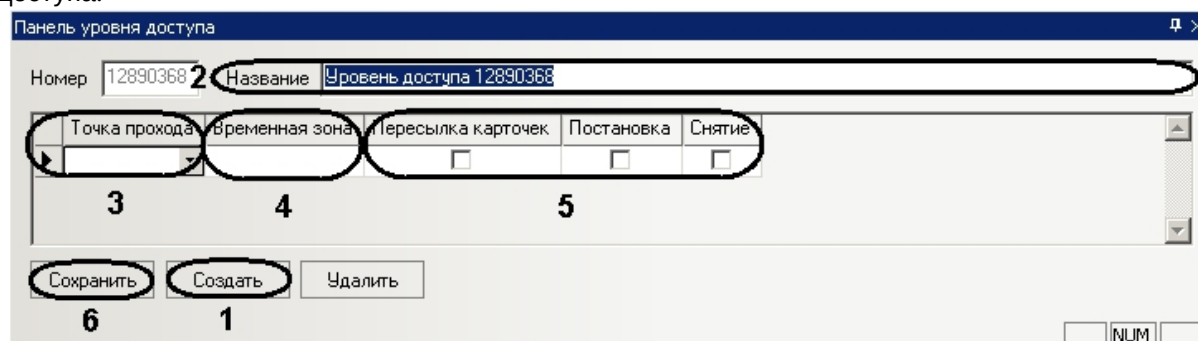 доступа.
Панель уровня доступа
Номер 12890368 2 Название Уровень доступа 12890368
Точка прохода Временная зона Пересылка карточек Постановка Снятие
3 4 5
Сохранить Создать Удалить
6 1
NUM